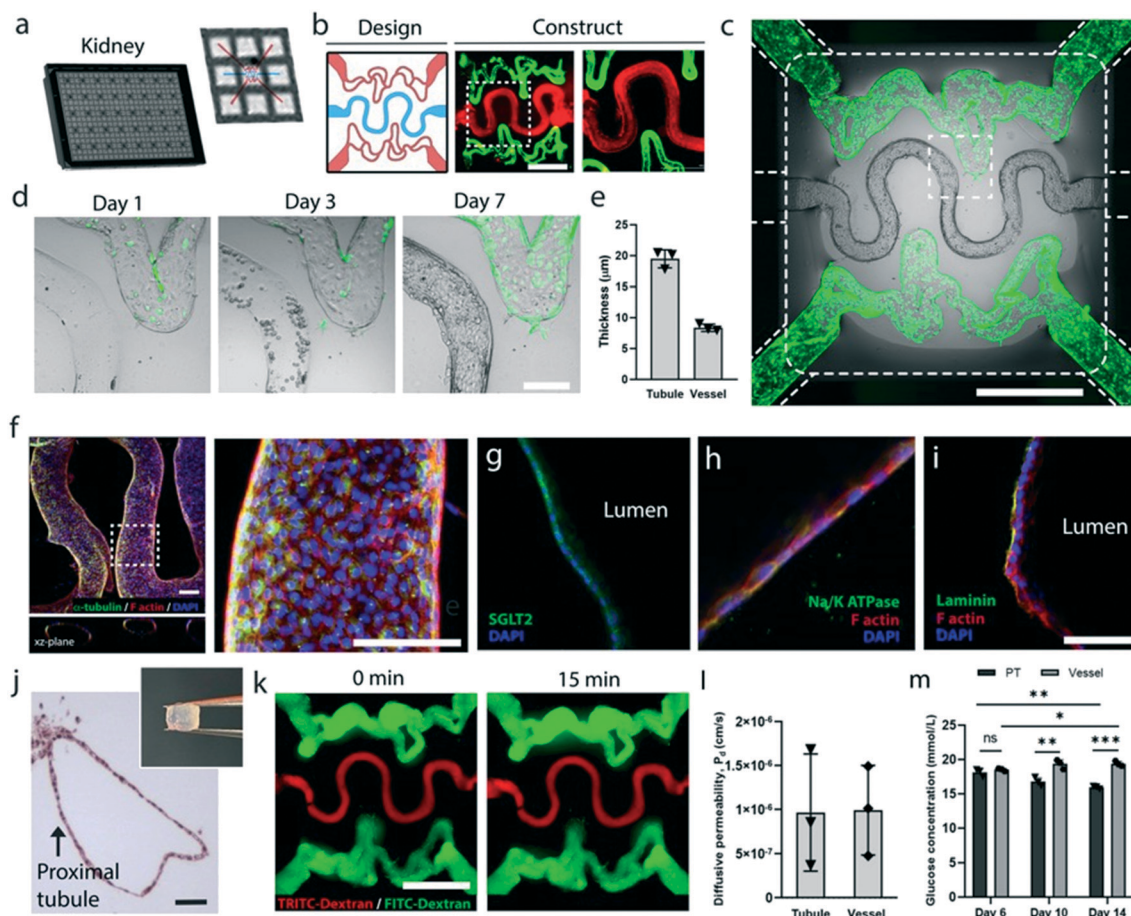 a
Kidney
b
Design
Construct
c
d
Day 1
Day 3
Day 7
e
Thickness (μm)
25
20
15
10
5
0
Tubule
Vessel
f
α-tubulin / F actin / DAPI
xz-plane
e
g
Lumen
SGLT2
DAPI
h
Na/K ATPase
F actin
DAPI
i
Lumen
Laminin
F actin
DAPI
j
Proximal
tubule
k
0 min
15 min
TRITC-Dextran / FITC-Dextran
l
Diffusive permeability, Pd (cm/s)
2×10-6
1.5×10-6
1×10-6
5×10-7
Tubule
Vessel
m
PT
Vessel
Glucose concentration (mmol/L)
25
20
15
10
5
0
ns
**
*
**
***
Day 6
Day 10
Day 14